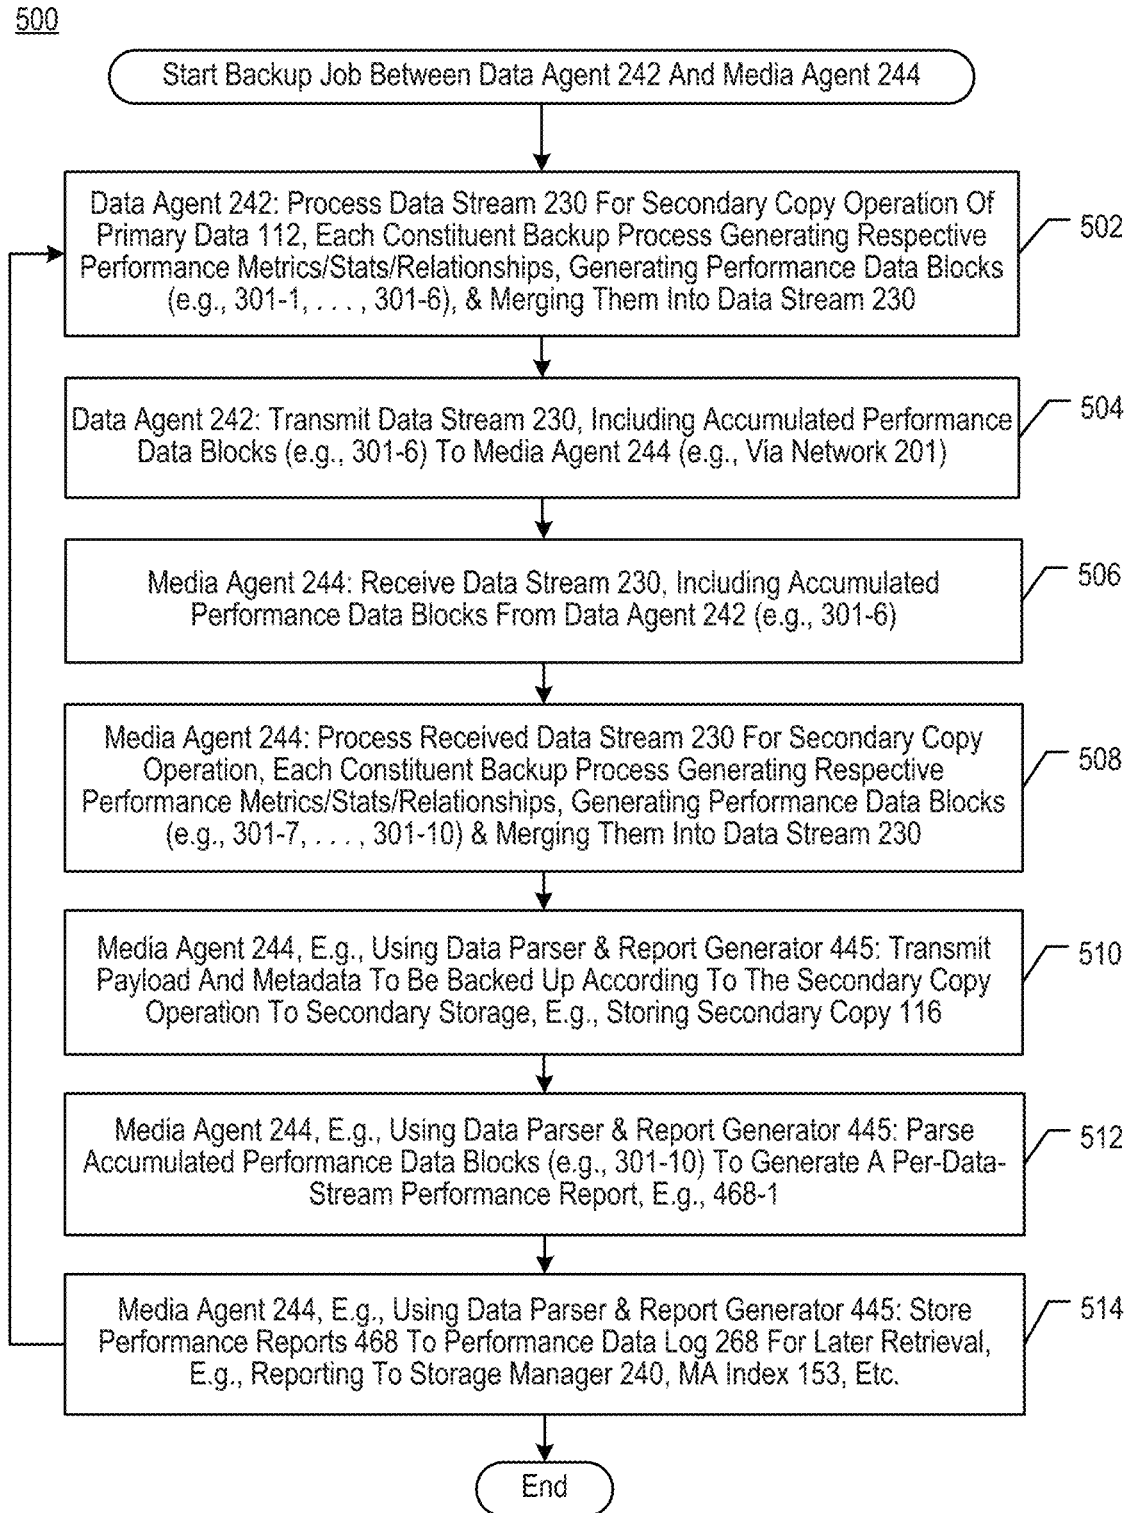 500
Start Backup Job Between Data Agent 242 And Media Agent 244
Data Agent 242: Process Data Stream 230 For Secondary Copy Operation Of
Primary Data 112, Each Constituent Backup Process Generating Respective
Performance Metrics/Stats/Relationships, Generating Performance Data Blocks
(e.g., 301-1, . . . , 301-6), & Merging Them Into Data Stream 230
502
Data Agent 242: Transmit Data Stream 230, Including Accumulated Performance
Data Blocks (e.g., 301-6) To Media Agent 244 (e.g., Via Network 201)
504
Media Agent 244: Receive Data Stream 230, Including Accumulated
Performance Data Blocks From Data Agent 242 (e.g., 301-6)
506
Media Agent 244: Process Received Data Stream 230 For Secondary Copy
Operation, Each Constituent Backup Process Generating Respective
Performance Metrics/Stats/Relationships, Generating Performance Data Blocks
(e.g., 301-7, . . . , 301-10) & Merging Them Into Data Stream 230
508
Media Agent 244, E.g., Using Data Parser & Report Generator 445: Transmit
Payload And Metadata To Be Backed Up According To The Secondary Copy
Operation To Secondary Storage, E.g., Storing Secondary Copy 116
510
Media Agent 244, E.g., Using Data Parser & Report Generator 445: Parse
Accumulated Performance Data Blocks (e.g., 301-10) To Generate A Per-Data-
Stream Performance Report, E.g., 468-1
512
Media Agent 244, E.g., Using Data Parser & Report Generator 445: Store
Performance Reports 468 To Performance Data Log 268 For Later Retrieval,
E.g., Reporting To Storage Manager 240, MA Index 153, Etc.
514
End